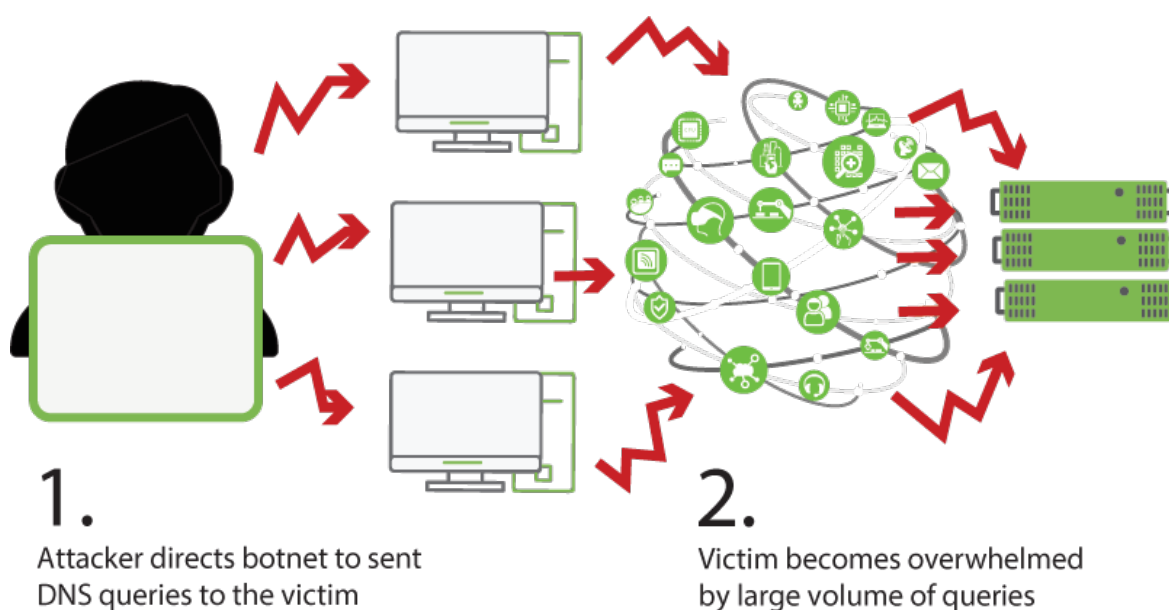 1.
Attacker directs botnet to sent
DNS queries to the victim
2.
Victim becomes overwhelmed
by large volume of queries